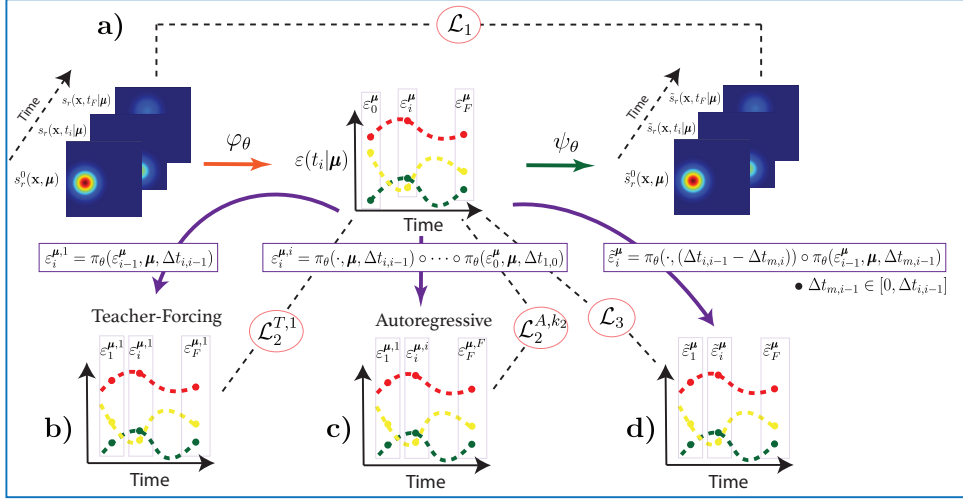 a)
ℒ₁
Time
s_r(𝐱, t_F|𝝁)
s_r(𝐱, t_i|𝝁)
s_r^0(𝐱, 𝝁)
φ_θ
ε(t_i|𝝁)
ε_0^𝝁 ε_i^𝝁 ε_F^𝝁
Time
ψ_θ
Time
s̃_r(𝐱, t_F|𝝁)
s̃_r(𝐱, t_i|𝝁)
s̃_r^0(𝐱, 𝝁)
ε_i^{𝝁,1} = π_θ(ε_{i-1}^𝝁, 𝝁, Δt_{i,i-1})
ε_i^{𝝁,i} = π_θ(·, 𝝁, Δt_{i,i-1}) ∘ ··· ∘ π_θ(ε_0^𝝁, 𝝁, Δt_{1,0})
ε̃_i^𝝁 = π_θ(·, (Δt_{i,i-1} − Δt_{m,i})) ∘ π_θ(ε_{i-1}^𝝁, 𝝁, Δt_{m,i-1})
• Δt_{m,i-1} ∈ [0, Δt_{i,i-1}]
Teacher-Forcing
ℒ_2^{T,1}
Autoregressive
ℒ_2^{A,k_2}
ℒ₃
b)
ε_1^{𝝁,1} ε_i^{𝝁,1} ε_F^{𝝁,1}
Time
c)
ε_1^{𝝁,1} ε_i^{𝝁,i} ε_F^{𝝁,F}
Time
d)
ε̃_1^𝝁 ε̃_i^𝝁 ε̃_F^𝝁
Time